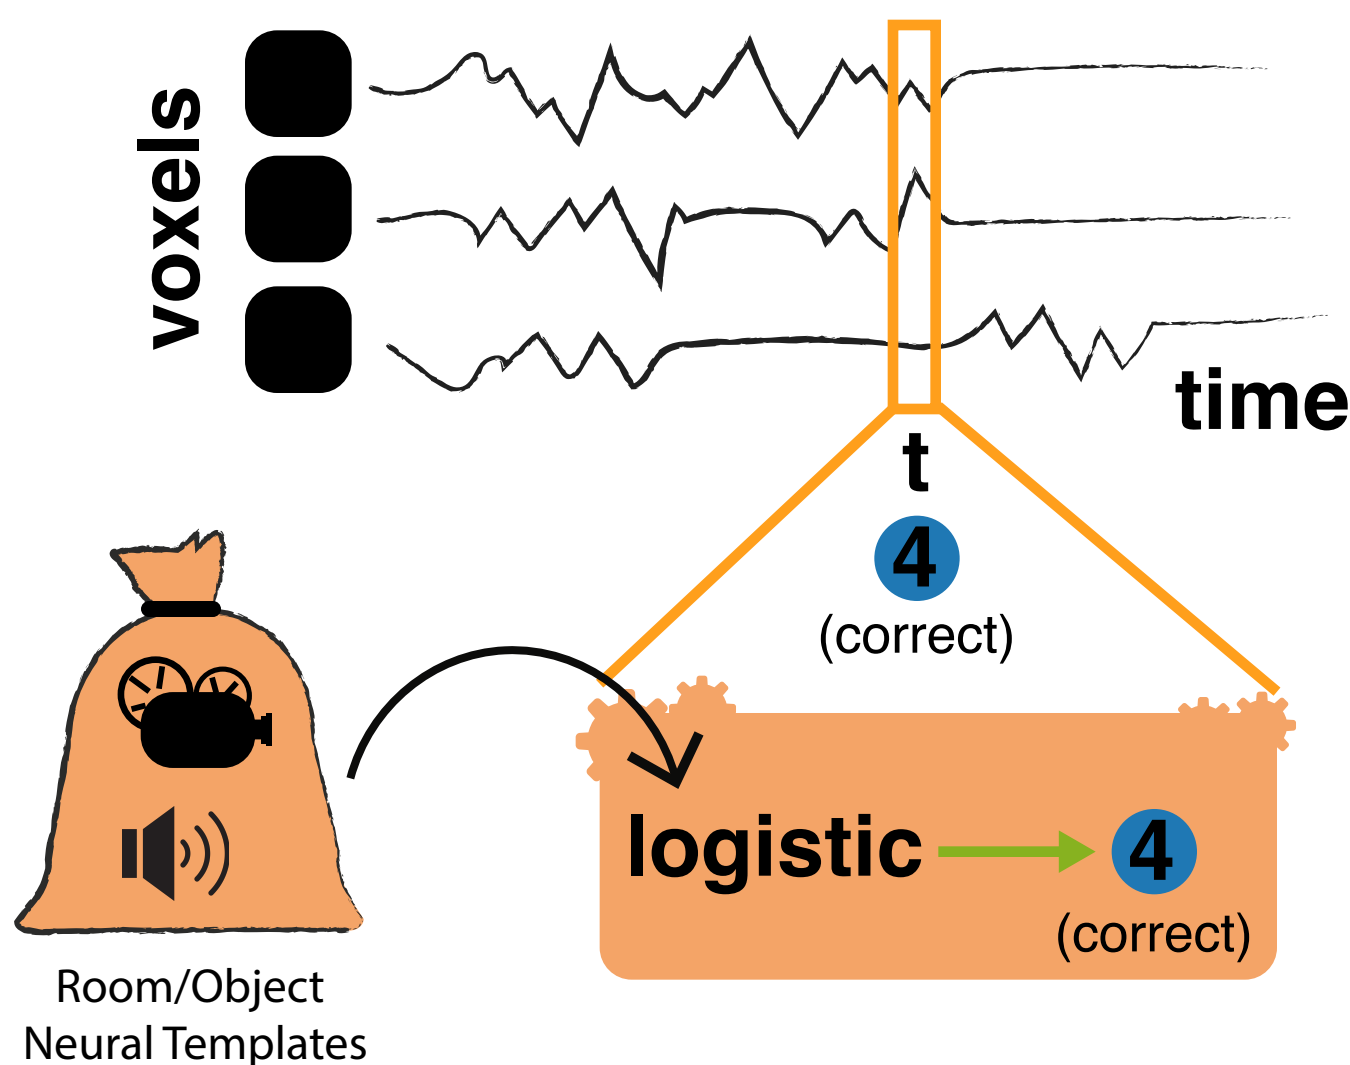 voxels
time
t
4
(correct)
logistic
4
(correct)
Room/Object
Neural Templates